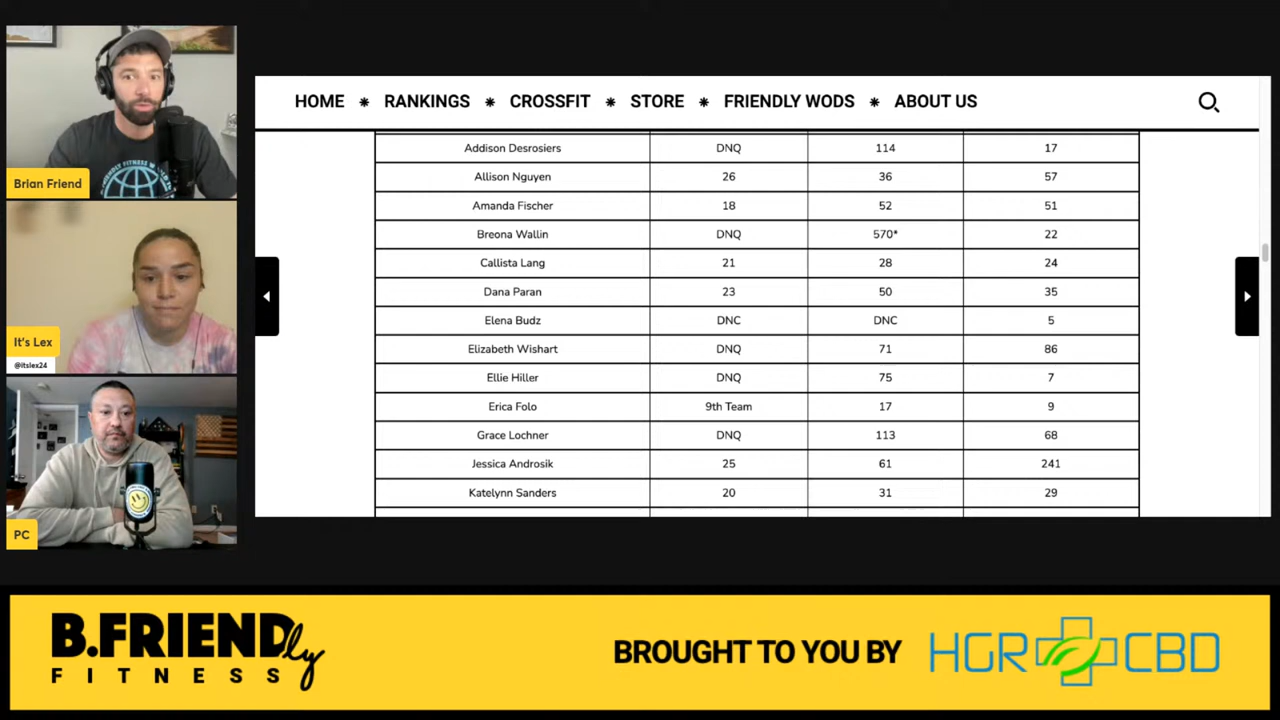 Brian Friend
It's Lex
@itslex24
PC
HOME * RANKINGS * CROSSFIT * STORE * FRIENDLY WODS * ABOUT US
Addison Desrosiers DNQ 114 17
Allison Nguyen 26 36 57
Amanda Fischer 18 52 51
Breona Wallin DNQ 570* 22
Callista Lang 21 28 24
Dana Paran 23 50 35
Elena Budz DNC DNC 5
Elizabeth Wishart DNQ 71 86
Ellie Hiller DNQ 75 7
Erica Folo 9th Team 17 9
Grace Lochner DNQ 113 68
Jessica Androsik 25 61 241
Katelynn Sanders 20 31 29
B.FRIENDly
FITNESS
BROUGHT TO YOU BY
HGR CBD